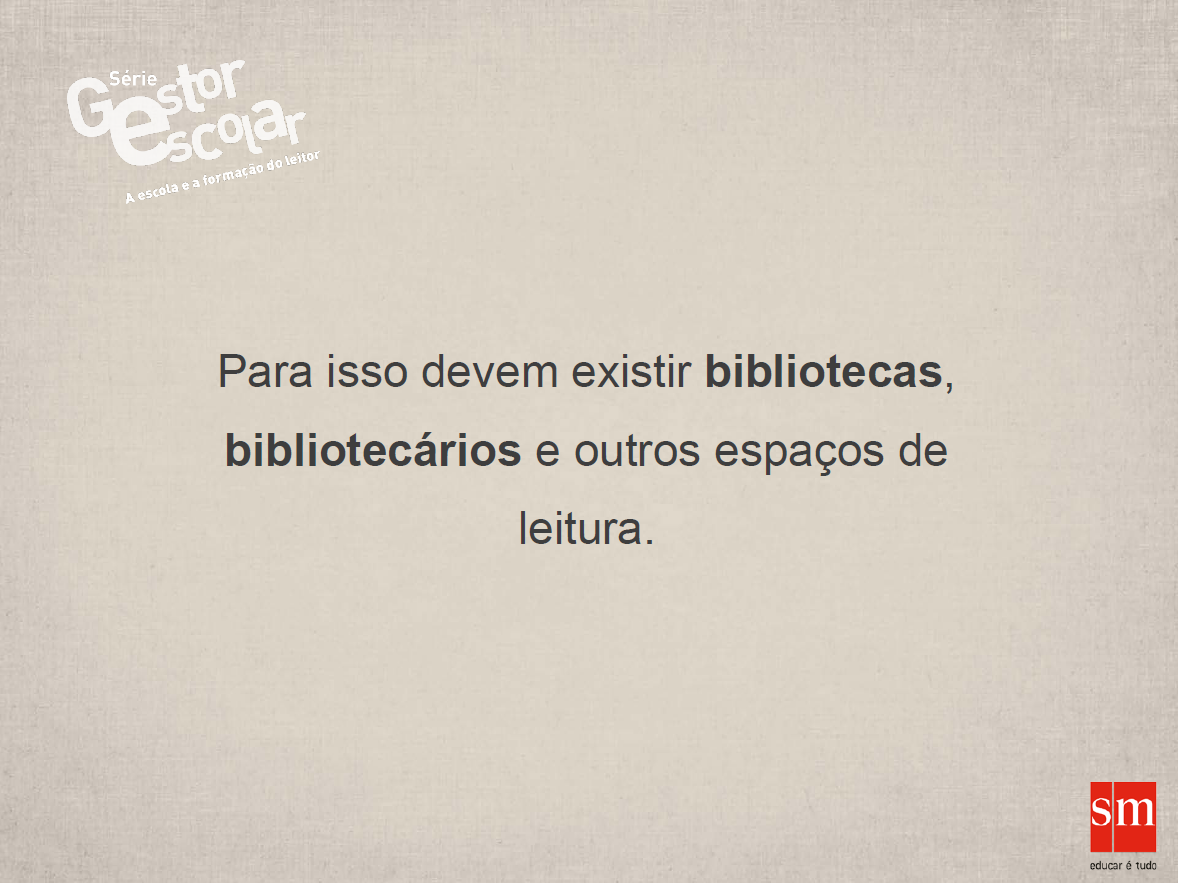 Série
Gestor
escolar
A escola e a formação do leitor
Para isso devem existir bibliotecas,
bibliotecários e outros espaços de
leitura.
sm
educar é tudo